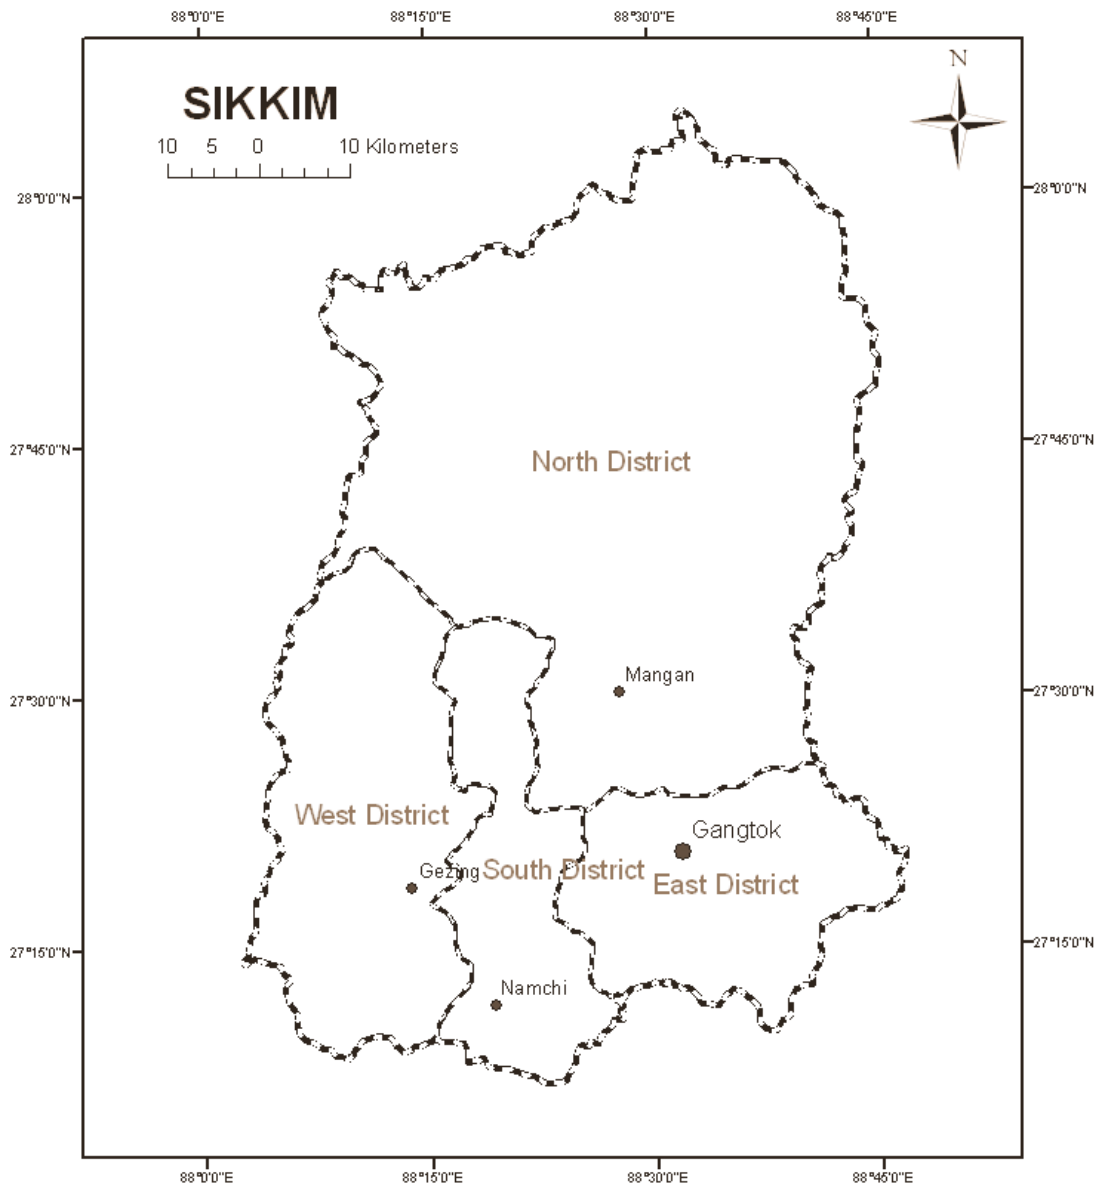 88°0'0"E 88°15'0"E 88°30'0"E 88°45'0"E
N
SIKKIM
10 5 0 10 Kilometers
28°0'0"N 28°0'0"N
27°45'0"N 27°45'0"N
North District
Mangan
27°30'0"N 27°30'0"N
West District
Gangtok
Gezing
South District
East District
27°15'0"N 27°15'0"N
Namchi
88°0'0"E 88°15'0"E 88°30'0"E 88°45'0"E